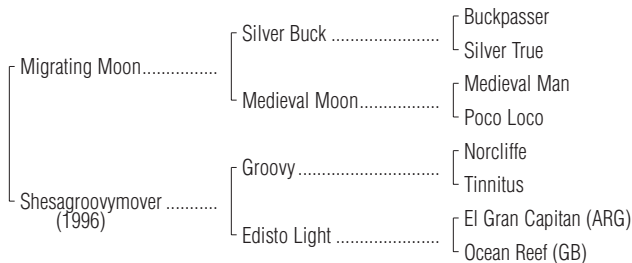 Buckpasser
Silver Buck ......................
Silver True
Migrating Moon...............
Medieval Man
Medieval Moon................
Poco Loco
Norcliffe
Groovy............................
Tinnitus
Shesagroovymover ..........
(1996)
El Gran Capitan (ARG)
Edisto Light ....................
Ocean Reef (GB)